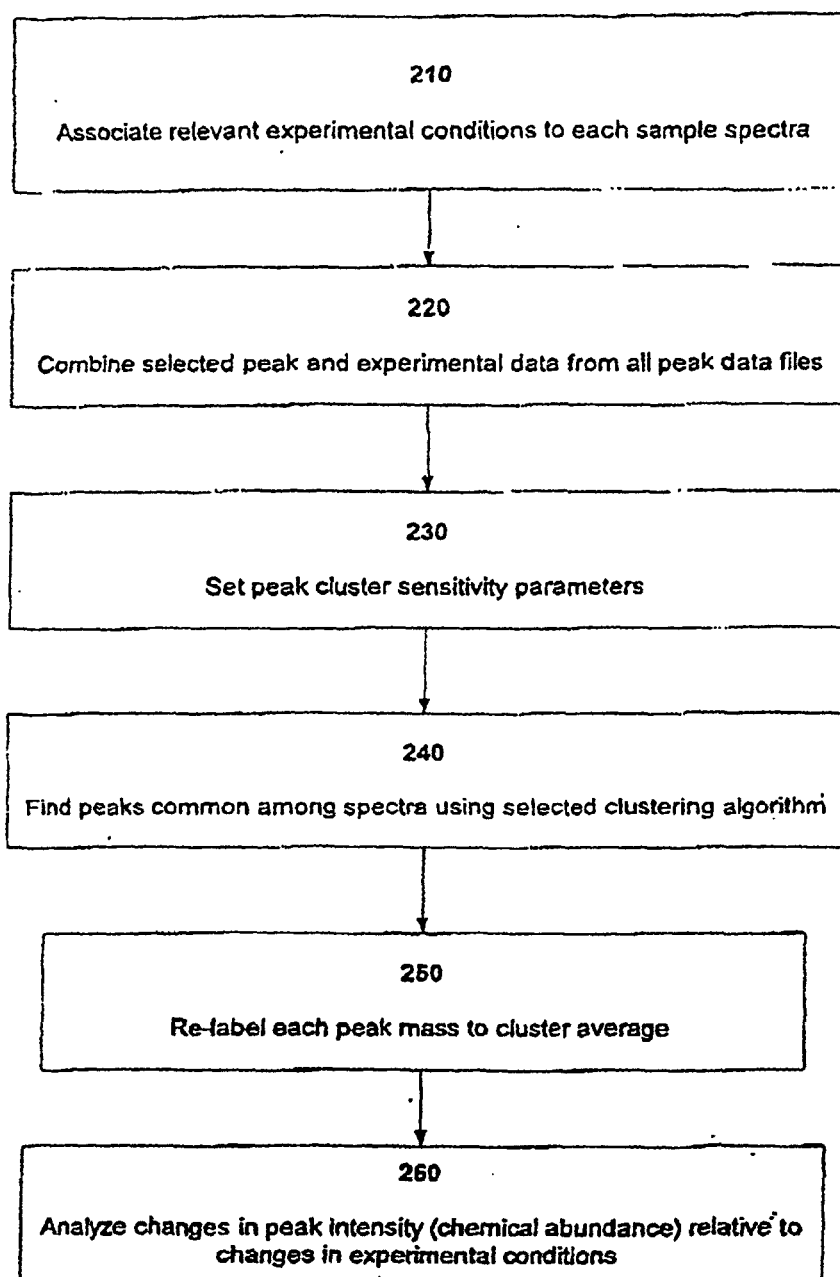 210
Associate relevant experimental conditions to each sample spectra
220
Combine selected peak and experimental data from all peak data files
230
Set peak cluster sensitivity parameters
240
Find peaks common among spectra using selected clustering algorithm
250
Re-label each peak mass to cluster average
260
Analyze changes in peak intensity (chemical abundance) relative to
changes in experimental conditions